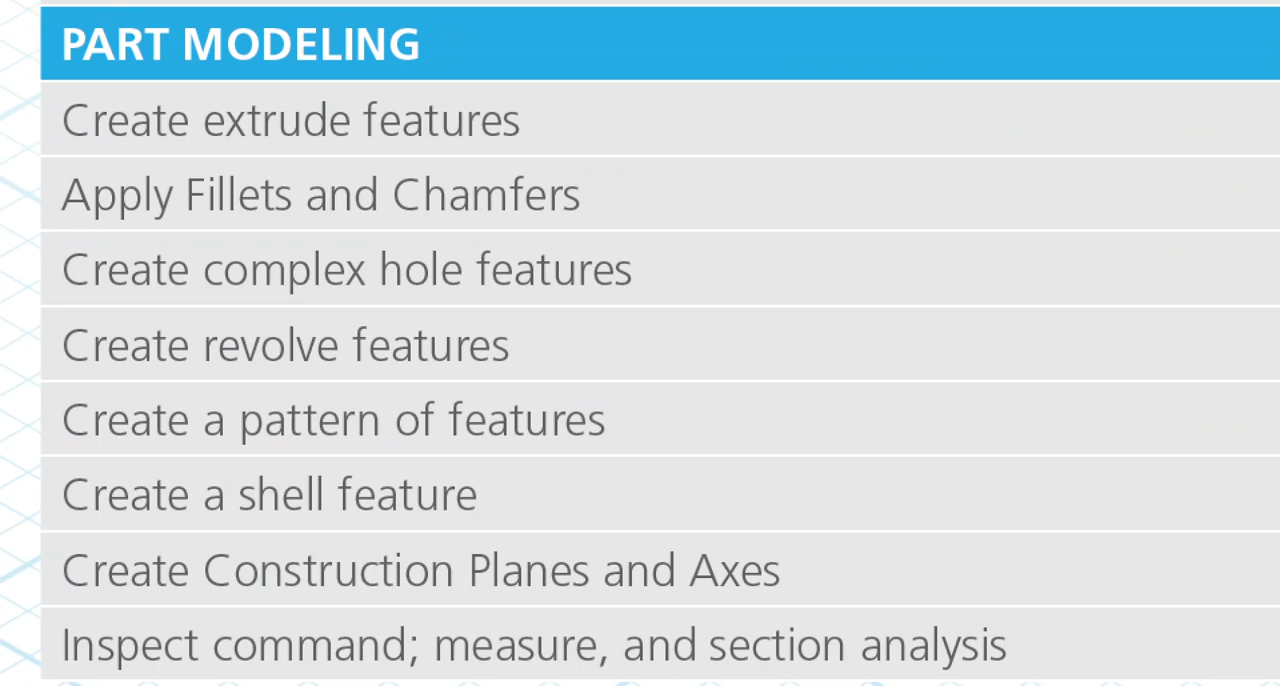 PART MODELING
Create extrude features
Apply Fillets and Chamfers
Create complex hole features
Create revolve features
Create a pattern of features
Create a shell feature
Create Construction Planes and Axes
Inspect command; measure, and section analysis